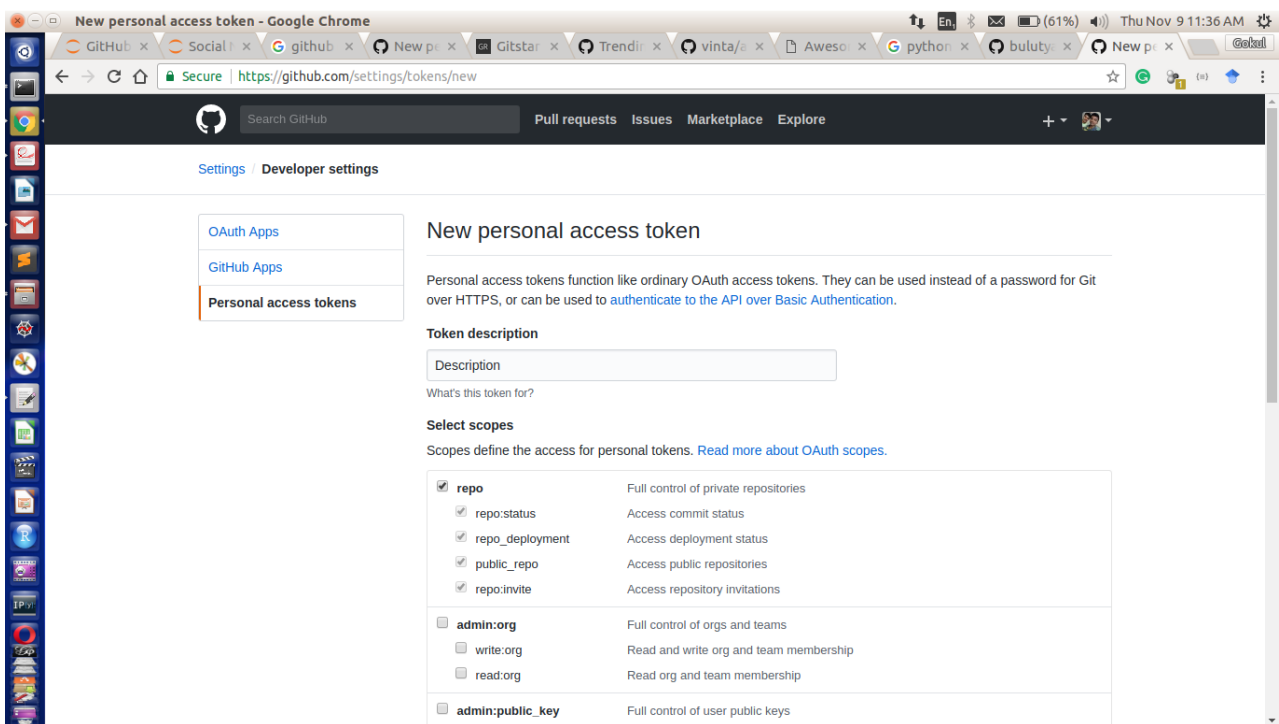 New personal access token - Google Chrome
En
(61%)
Thu Nov 9 11:36 AM
GitHub
Social
github
New pe
Gitstar
Trendin
vinta/a
Aweso
python
buluty
New pe
Gokul
Secure
https://github.com/settings/tokens/new
1
Search GitHub
Pull requests Issues Marketplace Explore
Settings / Developer settings
OAuth Apps
GitHub Apps
Personal access tokens
New personal access token
Personal access tokens function like ordinary OAuth access tokens. They can be used instead of a password for Git
over HTTPS, or can be used to authenticate to the API over Basic Authentication.
Token description
Description
What's this token for?
Select scopes
Scopes define the access for personal tokens. Read more about OAuth scopes.
repo Full control of private repositories
repo:status Access commit status
repo_deployment Access deployment status
public_repo Access public repositories
repo:invite Access repository invitations
admin:org Full control of orgs and teams
write:org Read and write org and team membership
read:org Read org and team membership
admin:public_key Full control of user public keys